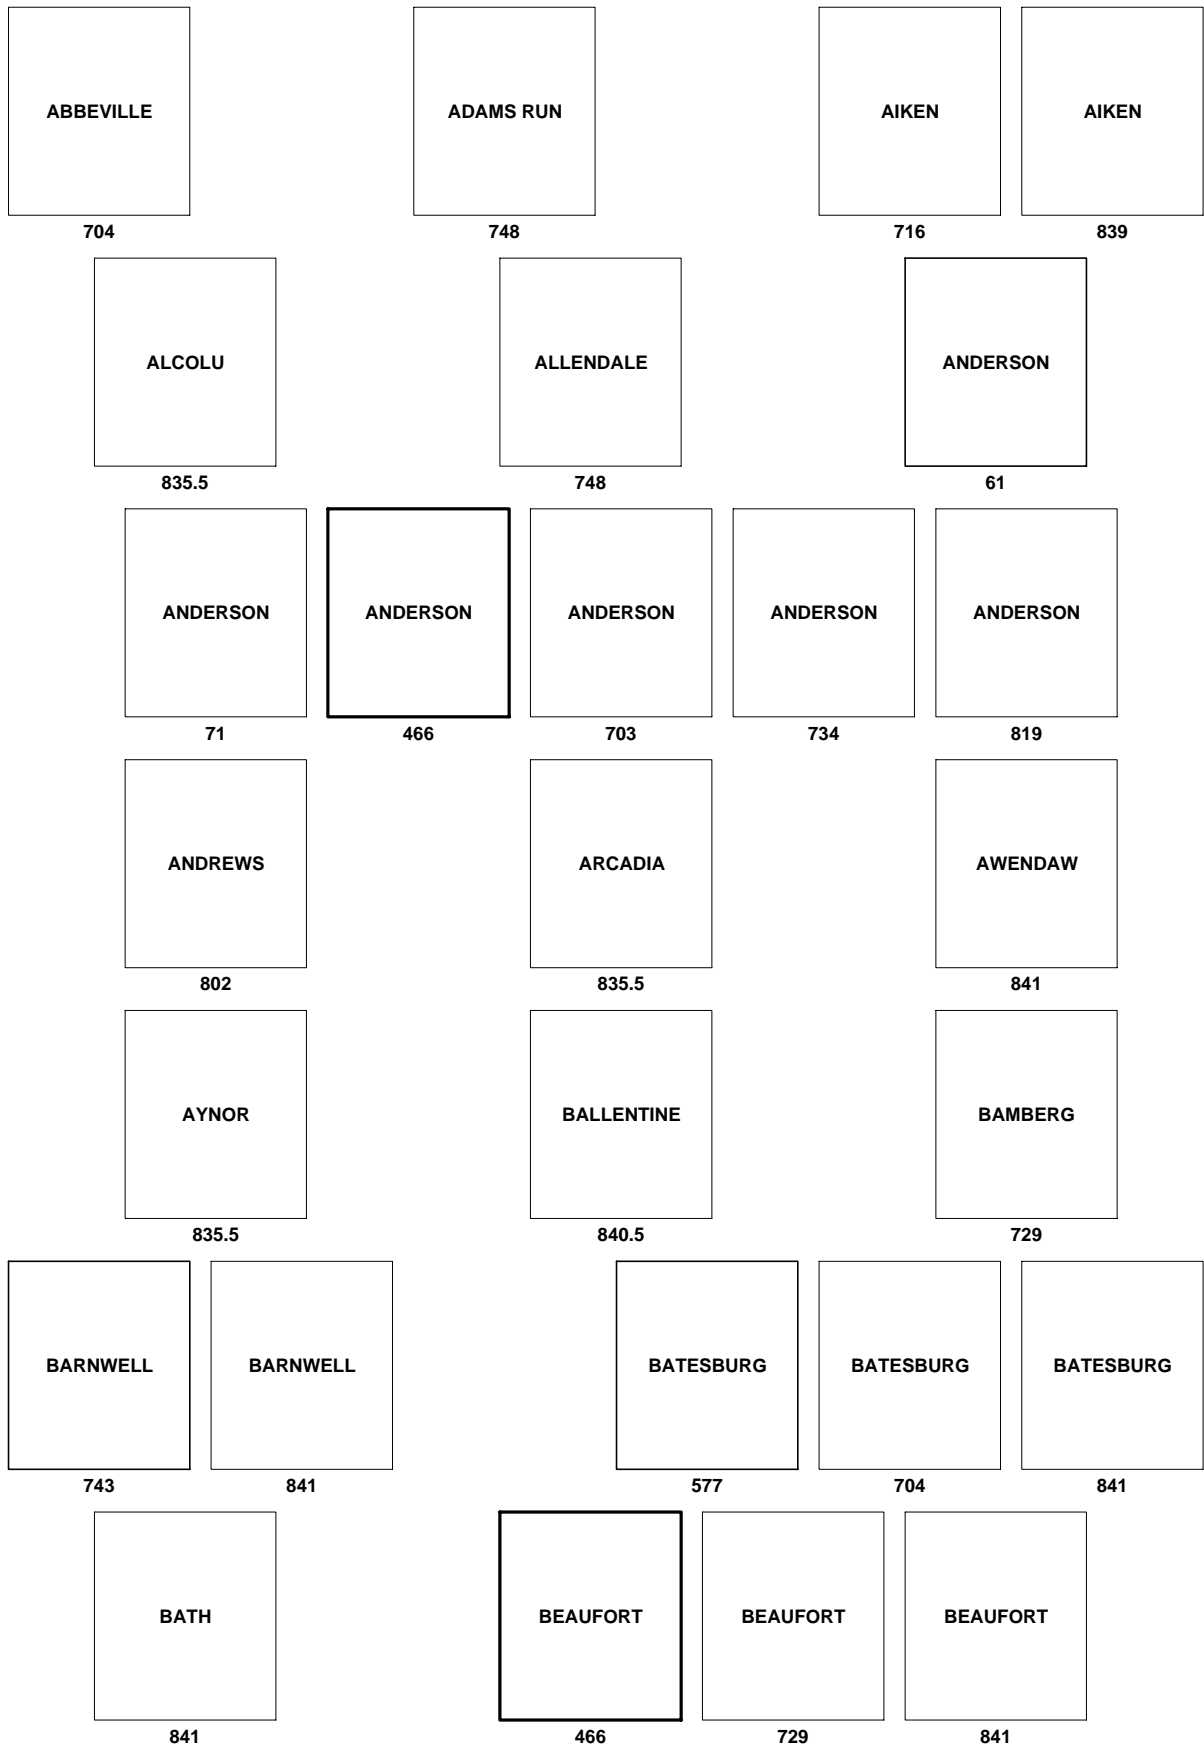 ABBEVILLE ADAMS RUN AIKEN AIKEN
704 748 716 839
ALCOLU ALLENDALE ANDERSON
835.5 748 61
ANDERSON ANDERSON ANDERSON ANDERSON ANDERSON
71 466 703 734 819
ANDREWS ARCADIA AWENDAW
802 835.5 841
AYNOR BALLENTINE BAMBERG
835.5 840.5 729
BARNWELL BARNWELL BATESBURG BATESBURG BATESBURG
743 841 577 704 841
BATH BEAUFORT BEAUFORT BEAUFORT
841 466 729 841